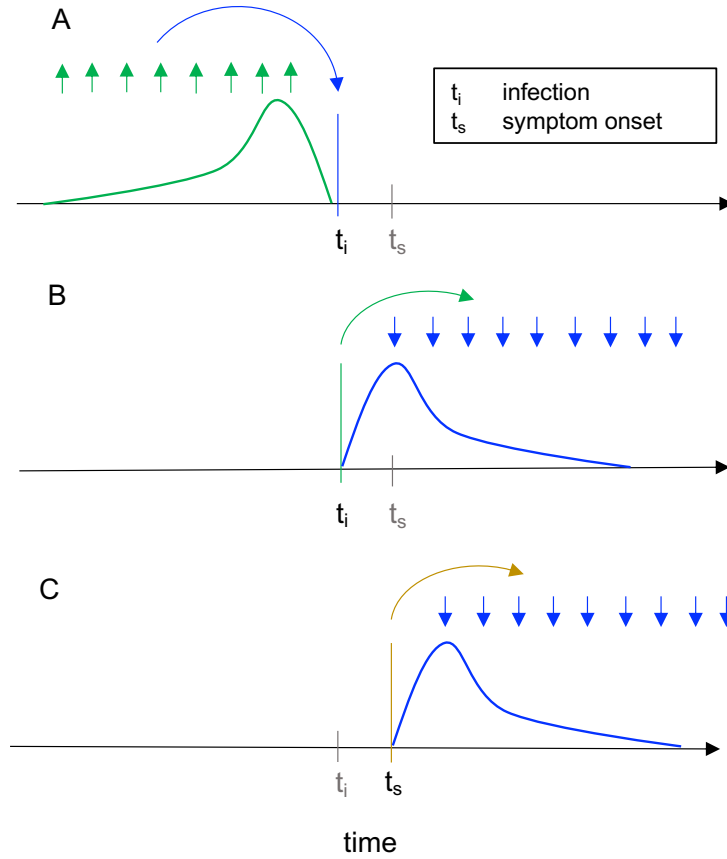 A
tᵢ infection
tₛ symptom onset
tᵢ tₛ
B
tᵢ tₛ
C
tᵢ tₛ
time